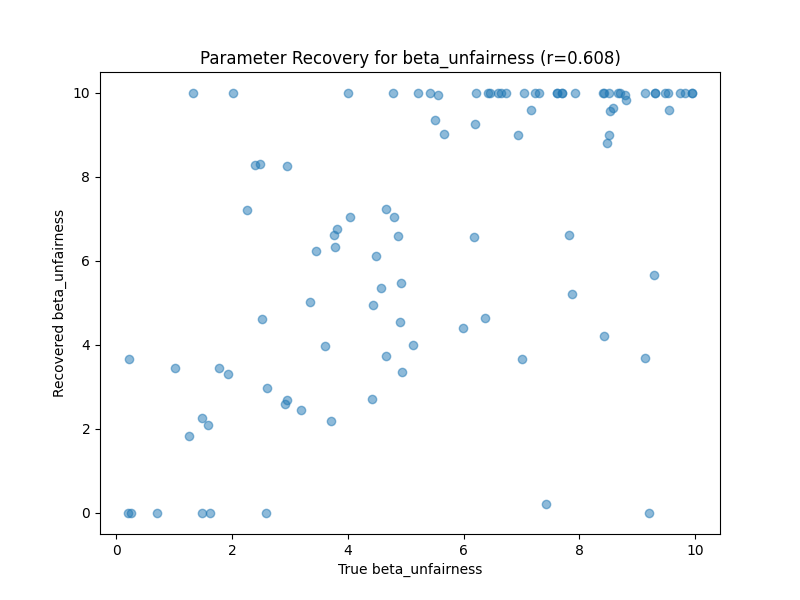 Parameter Recovery for beta_unfairness (r=0.608)
Recovered beta_unfairness
10
8
6
4
2
0
0 2 4 6 8 10
True beta_unfairness